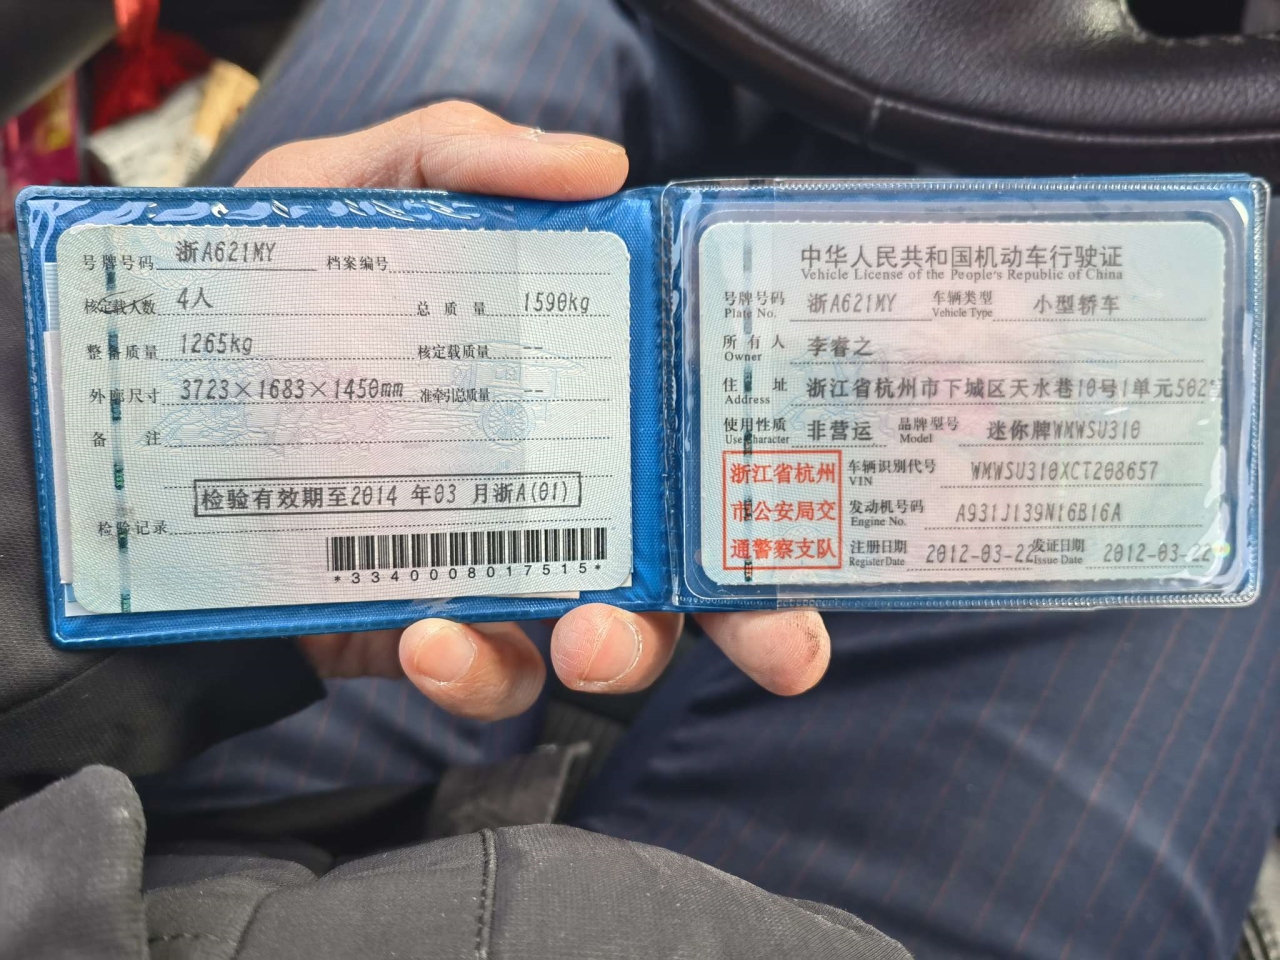 号牌号码 浙A621MY 档案编号
核定载人数 4人 总质量 1590kg
整备质量 1265kg 核定载质量 --
外廓尺寸 3723×1683×1450mm 准牵引总质量 --
备注
检验有效期至2014 年03 月浙A(01)
检验记录
*3340008017515*
中华人民共和国机动车行驶证
Vehicle License of the People's Republic of China
号牌号码 浙A621MY 车辆类型 小型轿车
Plate No. Vehicle Type
所有人 李睿之
Owner
住址 浙江省杭州市下城区天水巷10号1单元502
Address
使用性质 非营运 品牌型号 迷你牌WMWSU310
Use Character Model
浙江省杭州
市公安局交
通警察支队
车辆识别代号 WMWSU310XCT208657
VIN
发动机号码 A931J139N16B16A
Engine No.
注册日期 2012-03-22 发证日期 2012-03-22
Register Date Issue Date